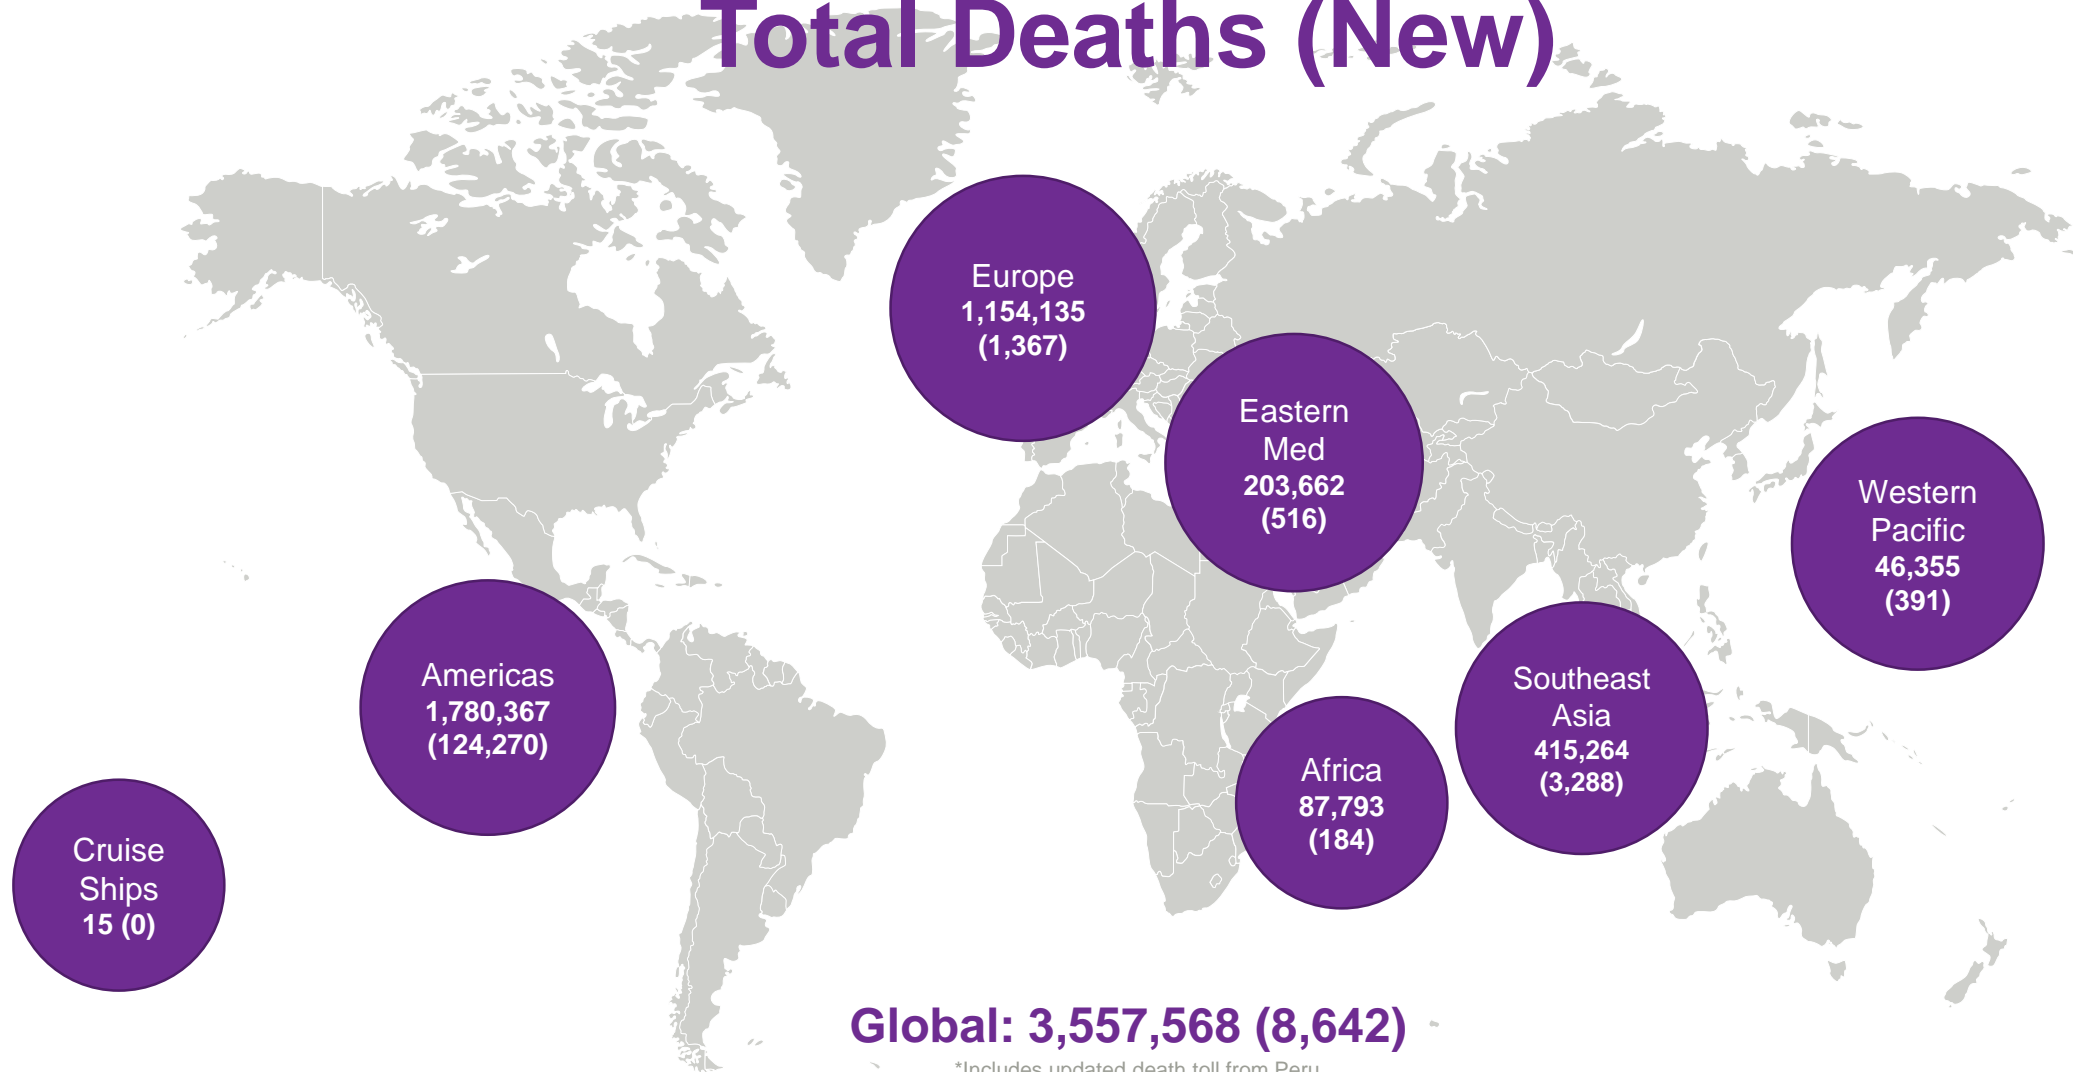 Total Deaths (New)
Europe
1,154,135
(1,367)
Eastern
Med
203,662
(516)
Western
Pacific
46,355
(391)
Americas
1,780,367
(124,270)
Southeast
Asia
415,264
(3,288)
Africa
87,793
(184)
Cruise
Ships
15 (0)
Global: 3,557,568 (8,642)
*Includes updated death toll from Peru